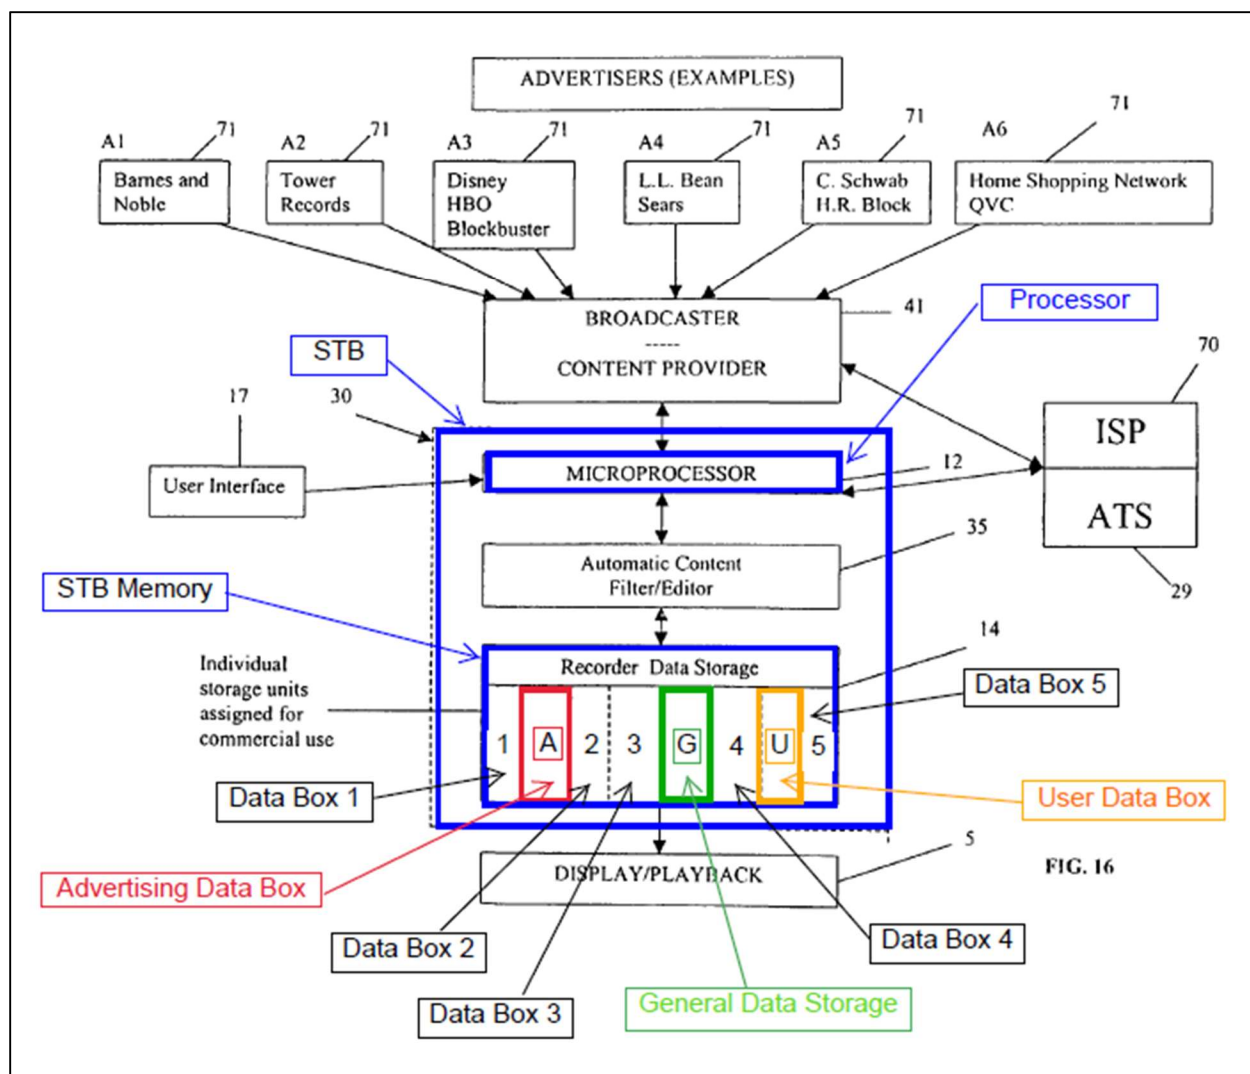 ADVERTISERS (EXAMPLES)
A1 71
A2 71
A3 71
A4 71
A5 71
A6 71
Barnes and
Noble
Tower
Records
Disney
HBO
Blockbuster
L.L. Bean
Sears
C. Schwab
H.R. Block
Home Shopping Network
QVC
BROADCASTER
-----
CONTENT PROVIDER
41
Processor
STB
17
30
70
ISP
ATS
29
User Interface
MICROPROCESSOR
12
35
Automatic Content
Filter/Editor
STB Memory
14
Individual
storage units
assigned for
commercial use
Recorder Data Storage
Data Box 5
1 A 2 3 G 4 U 5
Data Box 1
User Data Box
5
DISPLAY/PLAYBACK
FIG. 16
Advertising Data Box
Data Box 2
Data Box 4
Data Box 3
General Data Storage